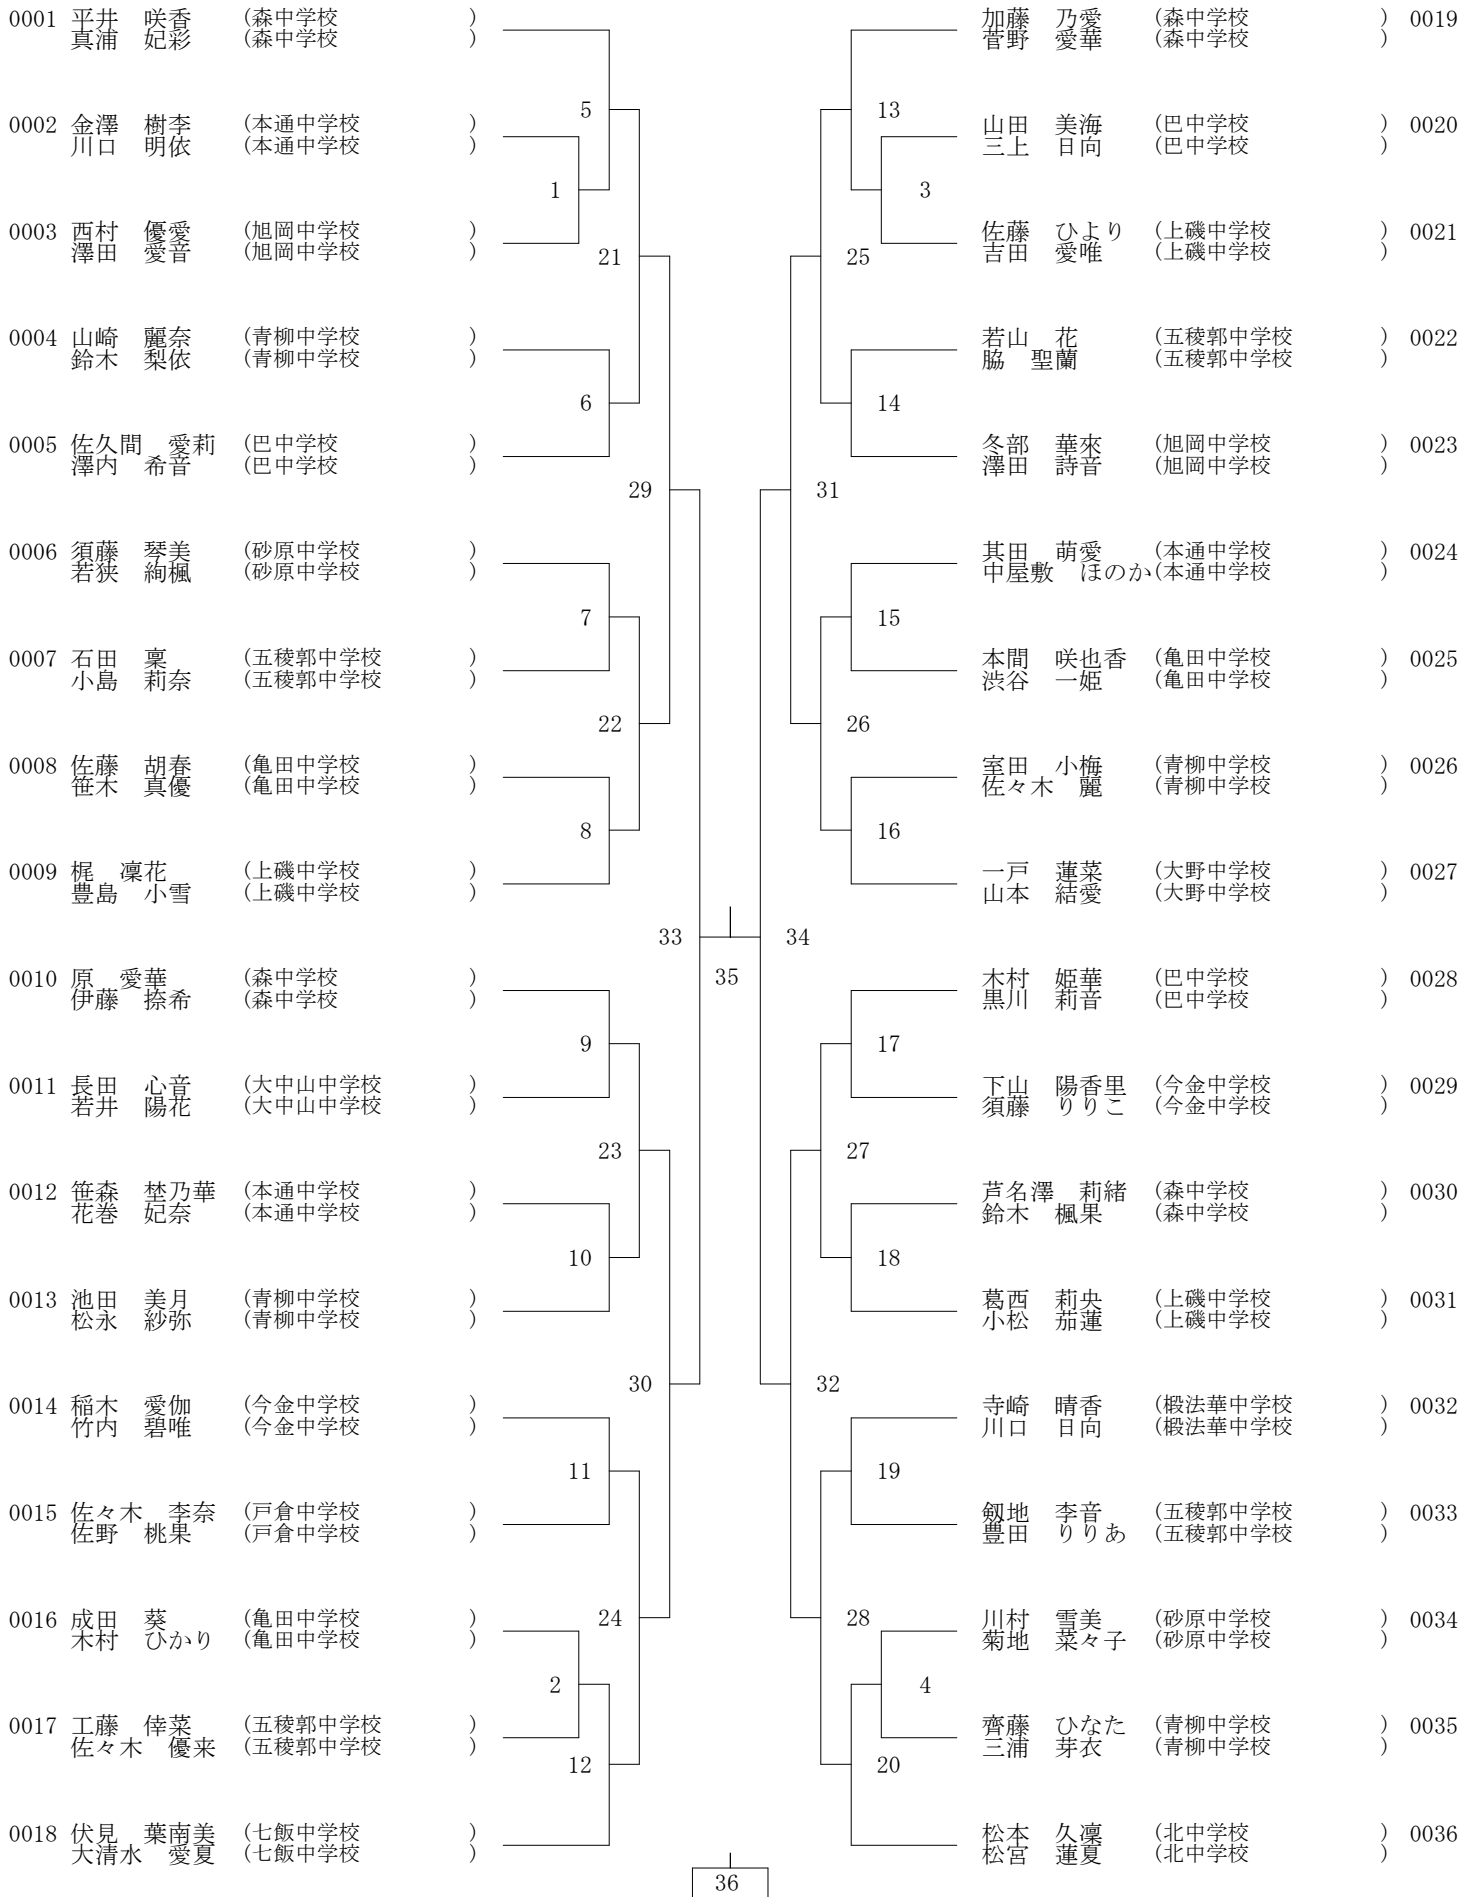 0001 平井　咲香 (森中学校 )
真浦　妃彩 (森中学校 )
5
0002 金澤　樹李 (本通中学校 )
川口　明依 (本通中学校 )
1
0003 西村　優愛 (旭岡中学校 )
澤田　愛音 (旭岡中学校 )
21
0004 山崎　麗奈 (青柳中学校 )
鈴木　梨依 (青柳中学校 )
6
0005 佐久間　愛莉 (巴中学校 )
澤内　希音 (巴中学校 )
29
0006 須藤　琴美 (砂原中学校 )
若狭　絢楓 (砂原中学校 )
7
0007 石田　稟 (五稜郭中学校 )
小島　莉奈 (五稜郭中学校 )
22
0008 佐藤　胡春 (亀田中学校 )
笹木　真優 (亀田中学校 )
8
0009 梶　凜花 (上磯中学校 )
豊島　小雪 (上磯中学校 )
33
0010 原　愛華 (森中学校 )
伊藤　捺希 (森中学校 )
9
0011 長田　心音 (大中山中学校 )
若井　陽花 (大中山中学校 )
23
0012 笹森　埜乃華 (本通中学校 )
花巻　妃奈 (本通中学校 )
10
0013 池田　美月 (青柳中学校 )
松永　紗弥 (青柳中学校 )
30
0014 稲木　愛伽 (今金中学校 )
竹内　碧唯 (今金中学校 )
11
0015 佐々木　李奈 (戸倉中学校 )
佐野　桃果 (戸倉中学校 )
24
0016 成田　葵 (亀田中学校 )
木村　ひかり (亀田中学校 )
2
0017 工藤　倖菜 (五稜郭中学校 )
佐々木　優来 (五稜郭中学校 )
12
0018 伏見　葉南美 (七飯中学校 )
大清水　愛夏 (七飯中学校 )
35
36
加藤　乃愛 (森中学校 ) 0019
菅野　愛華 (森中学校 )
13
山田　美海 (巴中学校 ) 0020
三上　日向 (巴中学校 )
3
佐藤　ひより (上磯中学校 ) 0021
吉田　愛唯 (上磯中学校 )
25
若山　花 (五稜郭中学校 ) 0022
脇　聖蘭 (五稜郭中学校 )
14
冬部　華來 (旭岡中学校 ) 0023
澤田　詩音 (旭岡中学校 )
31
其田　萌愛 (本通中学校 ) 0024
中屋敷　ほのか (本通中学校 )
15
本間　咲也香 (亀田中学校 ) 0025
渋谷　一姫 (亀田中学校 )
26
室田　小梅 (青柳中学校 ) 0026
佐々木　麗 (青柳中学校 )
16
一戸　蓮菜 (大野中学校 ) 0027
山本　結愛 (大野中学校 )
34
木村　姫華 (巴中学校 ) 0028
黒川　莉音 (巴中学校 )
17
下山　陽香里 (今金中学校 ) 0029
須藤　りりこ (今金中学校 )
27
芦名澤　莉緒 (森中学校 ) 0030
鈴木　楓果 (森中学校 )
18
葛西　莉央 (上磯中学校 ) 0031
小松　茄蓮 (上磯中学校 )
32
寺崎　晴香 (椴法華中学校 ) 0032
川口　日向 (椴法華中学校 )
19
剱地　李音 (五稜郭中学校 ) 0033
豊田　りりあ (五稜郭中学校 )
28
川村　雪美 (砂原中学校 ) 0034
菊地　菜々子 (砂原中学校 )
4
齊藤　ひなた (青柳中学校 ) 0035
三浦　芽衣 (青柳中学校 )
20
松本　久凜 (北中学校 ) 0036
松宮　蓮夏 (北中学校 )